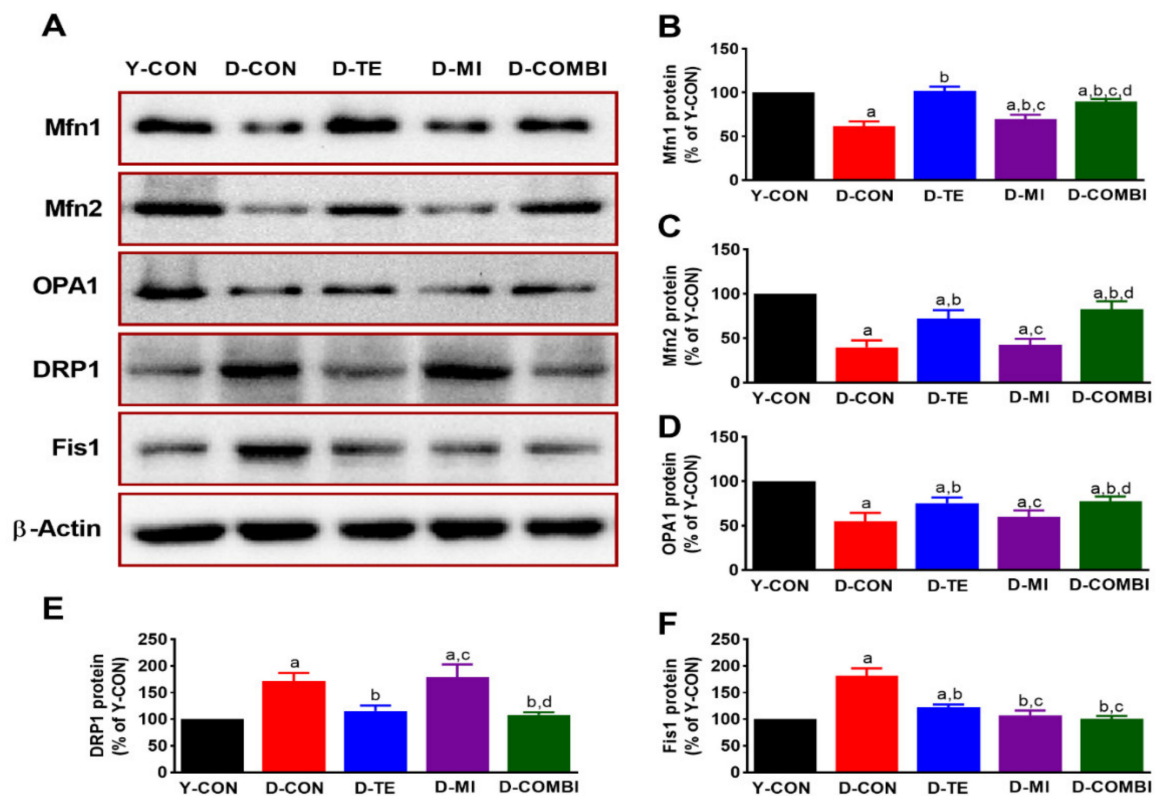 A
Y-CON D-CON D-TE D-MI D-COMBI
Mfn1
Mfn2
OPA1
DRP1
Fis1
β-Actin
B
Mfn1 protein
(% of Y-CON)
150
100
50
0
a
b
a,b,c
a,b,c,d
Y-CON D-CON D-TE D-MI D-COMBI
C
Mfn2 protein
(% of Y-CON)
150
100
50
0
a
a,b
a,c
a,b,d
Y-CON D-CON D-TE D-MI D-COMBI
D
OPA1 protein
(% of Y-CON)
150
100
50
0
a
a,b
a,c
a,b,d
Y-CON D-CON D-TE D-MI D-COMBI
E
DRP1 protein
(% of Y-CON)
250
200
150
100
50
0
a
b
a,c
b,d
Y-CON D-CON D-TE D-MI D-COMBI
F
Fis1 protein
(% of Y-CON)
250
200
150
100
50
0
a
a,b
b,c
b,c
Y-CON D-CON D-TE D-MI D-COMBI